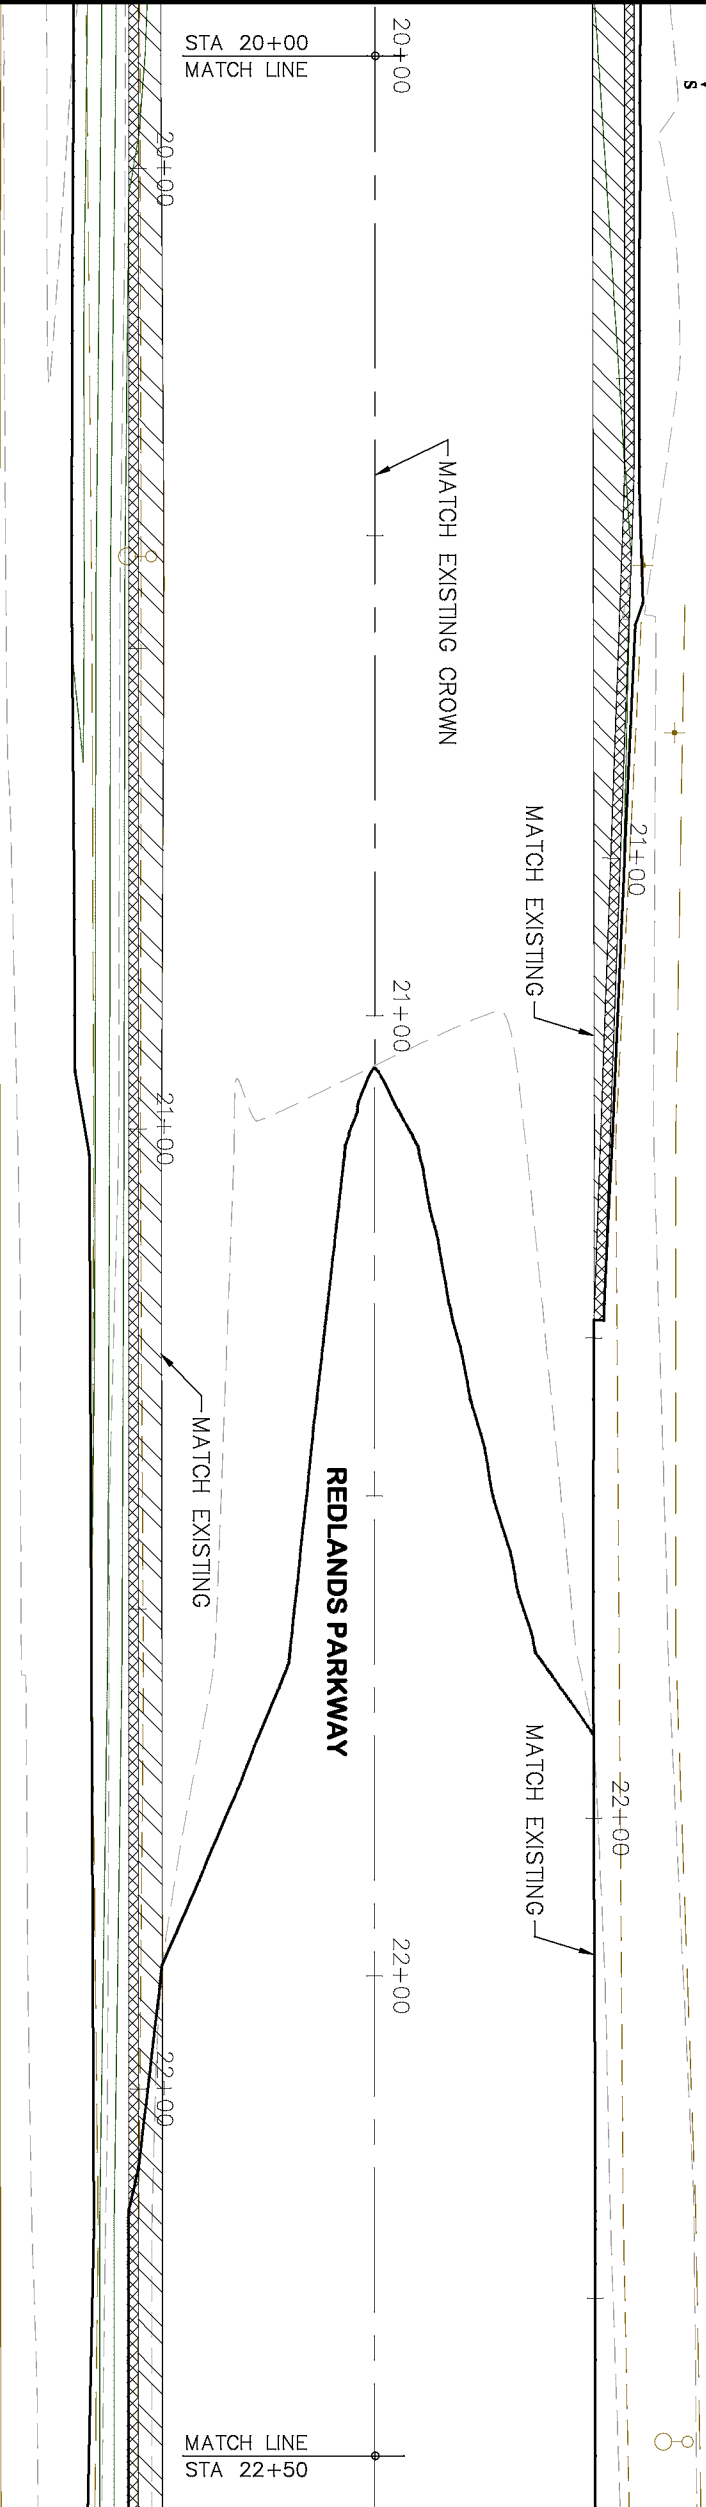 S
STA 20+00
MATCH LINE
20+00
20+00
MATCH EXISTING CROWN
MATCH EXISTING
21+00
21+00
21+00
MATCH EXISTING
REDLANDS PARKWAY
MATCH EXISTING
22+00
22+00
22+00
MATCH LINE
STA 22+50